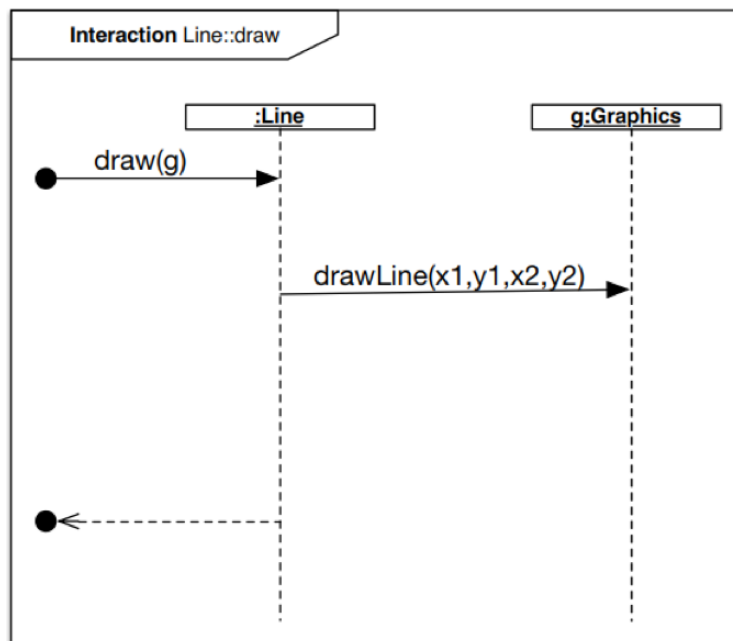 Interaction Line::draw
:Line
g:Graphics
draw(g)
drawLine(x1,y1,x2,y2)